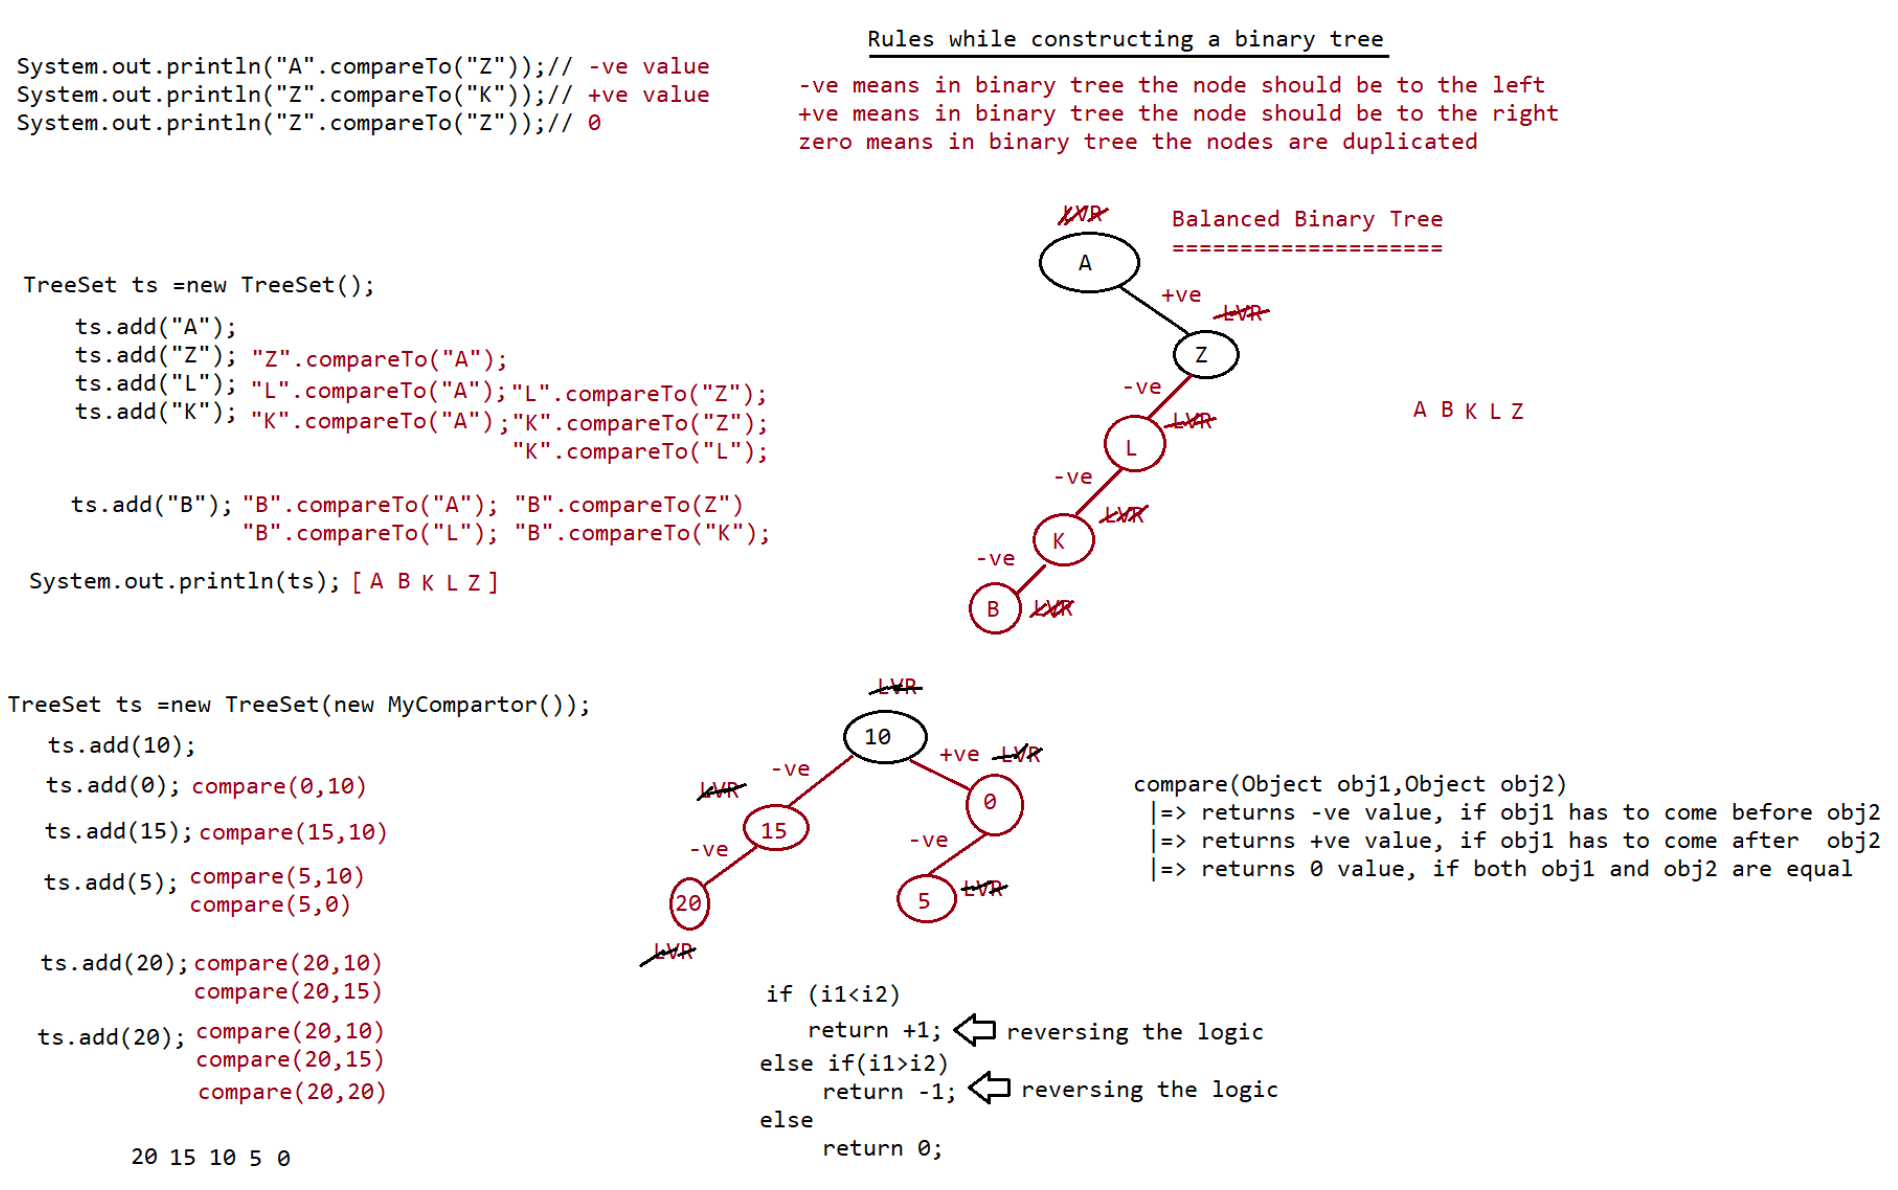 System.out.println("A".compareTo("Z"));// -ve value
System.out.println("Z".compareTo("K"));// +ve value
System.out.println("Z".compareTo("Z"));// 0
Rules while constructing a binary tree
-ve means in binary tree the node should be to the left
+ve means in binary tree the node should be to the right
zero means in binary tree the nodes are duplicated
TreeSet ts =new TreeSet();
ts.add("A");
ts.add("Z"); "Z".compareTo("A");
ts.add("L"); "L".compareTo("A");"L".compareTo("Z");
ts.add("K"); "K".compareTo("A");"K".compareTo("Z");
"K".compareTo("L");
ts.add("B"); "B".compareTo("A"); "B".compareTo(Z")
"B".compareTo("L"); "B".compareTo("K");
System.out.println(ts); [ A B K L Z ]
LVR
Balanced Binary Tree
====================
A
+ve
LVR
Z
-ve
LVR
L
-ve
LVR
K
-ve
B
LVR
A B K L Z
TreeSet ts =new TreeSet(new MyCompartor());
ts.add(10);
ts.add(0); compare(0,10)
ts.add(15); compare(15,10)
ts.add(5); compare(5,10)
compare(5,0)
ts.add(20); compare(20,10)
compare(20,15)
ts.add(20); compare(20,10)
compare(20,15)
compare(20,20)
20 15 10 5 0
LVR
10
-ve
+ve LVR
LVR
15
0
-ve
-ve
20
5
LVR
LVR
compare(Object obj1,Object obj2)
|=> returns -ve value, if obj1 has to come before obj2
|=> returns +ve value, if obj1 has to come after obj2
|=> returns 0 value, if both obj1 and obj2 are equal
if (i1<i2)
return +1; reversing the logic
else if(i1>i2)
return -1; reversing the logic
else
return 0;